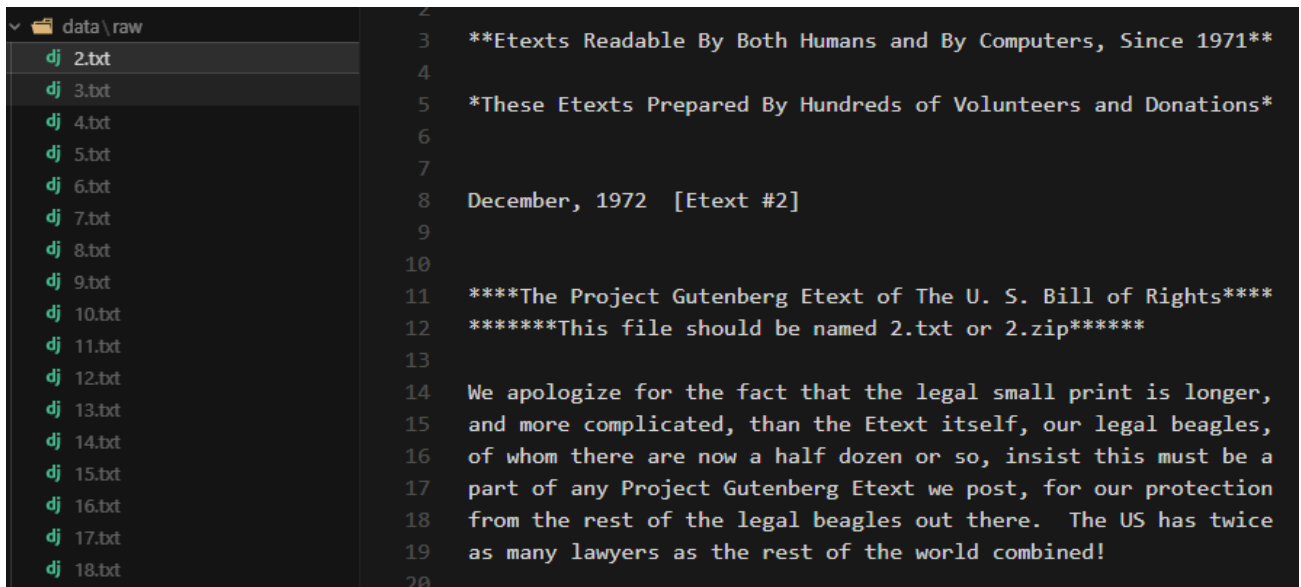 data\raw
dj 2.txt
dj 3.txt
dj 4.txt
dj 5.txt
dj 6.txt
dj 7.txt
dj 8.txt
dj 9.txt
dj 10.txt
dj 11.txt
dj 12.txt
dj 13.txt
dj 14.txt
dj 15.txt
dj 16.txt
dj 17.txt
dj 18.txt
2
3 **Etexts Readable By Both Humans and By Computers, Since 1971**
4
5 *These Etexts Prepared By Hundreds of Volunteers and Donations*
6
7
8 December, 1972  [Etext #2]
9
10
11 ****The Project Gutenberg Etext of The U. S. Bill of Rights****
12 *******This file should be named 2.txt or 2.zip******
13
14 We apologize for the fact that the legal small print is longer,
15 and more complicated, than the Etext itself, our legal beagles,
16 of whom there are now a half dozen or so, insist this must be a
17 part of any Project Gutenberg Etext we post, for our protection
18 from the rest of the legal beagles out there.  The US has twice
19 as many lawyers as the rest of the world combined!
20